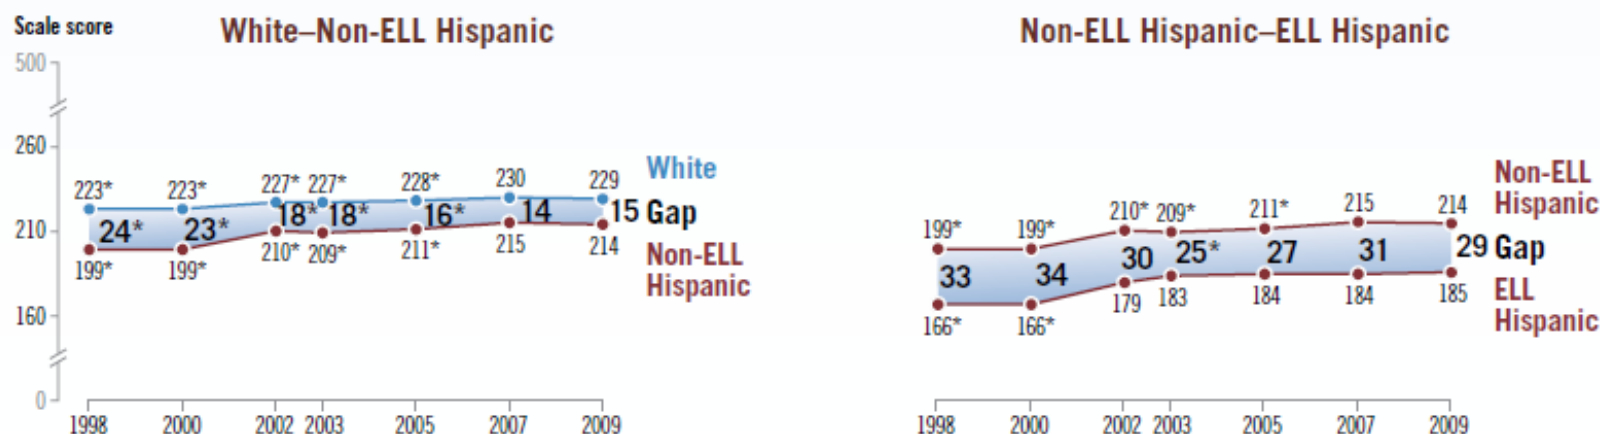 Scale score
White–Non-ELL Hispanic
500
260
210
160
0
223* 223* 227* 227* 228* 230 229
White
24* 23* 18* 18* 16* 14 15 Gap
199* 199* 210* 209* 211* 215 214
Non-ELL
Hispanic
1998 2000 2002 2003 2005 2007 2009
Non-ELL Hispanic–ELL Hispanic
Non-ELL
Hispanic
199* 199* 210* 209* 211* 215 214
33 34 30 25* 27 31 29 Gap
166* 166* 179 183 184 184 185
ELL
Hispanic
1998 2000 2002 2003 2005 2007 2009